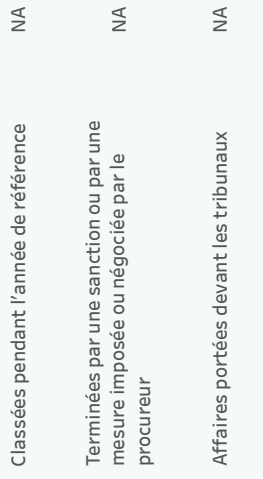 Classées pendant l'année de référence NA
Terminées par une sanction ou par une
mesure imposée ou négociée par le NA
procureur
Affaires portées devant les tribunaux NA